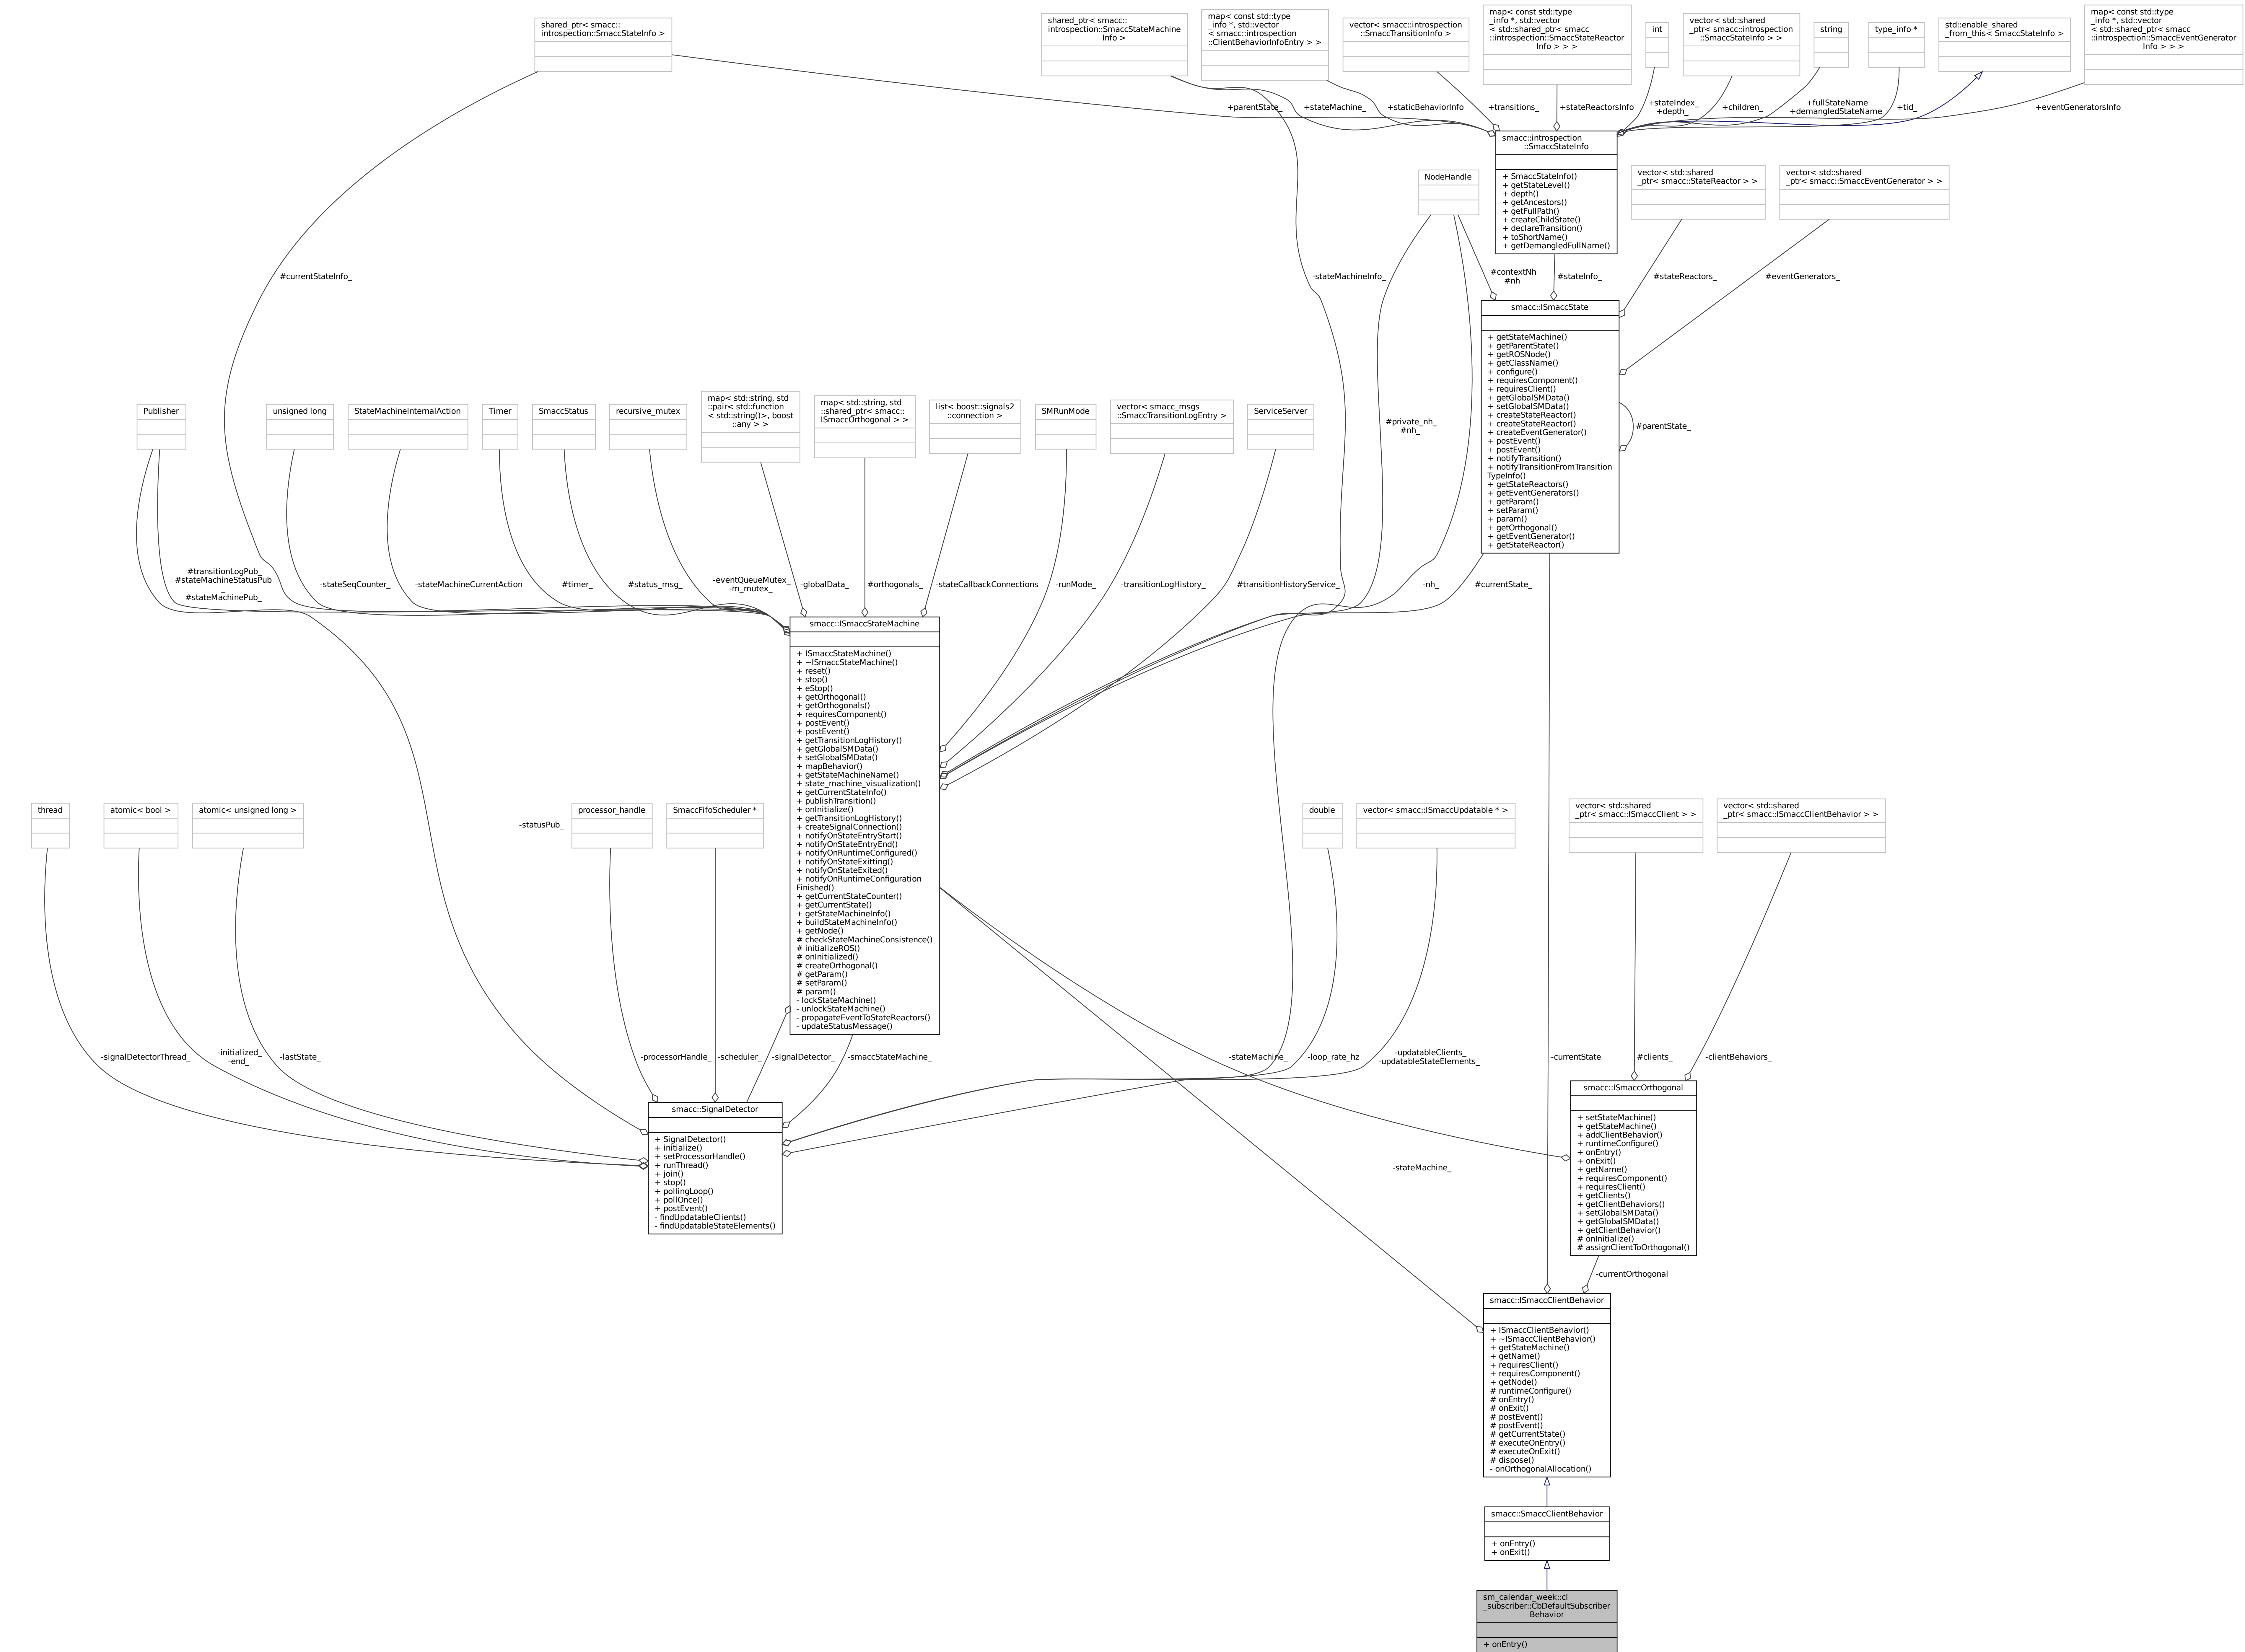 shared_ptr< smacc::
introspection::SmaccStateInfo >
shared_ptr< smacc::
introspection::SmaccStateMachine
Info >
map< const std::type
_info *, std::vector
< smacc::introspection
::ClientBehaviorInfoEntry > >
vector< smacc::introspection
::SmaccTransitionInfo >
map< const std::type
_info *, std::vector
< std::shared_ptr< smacc
::introspection::SmaccStateReactor
Info > > >
int
vector< std::shared
_ptr< smacc::introspection
::SmaccStateInfo > >
string
type_info *
std::enable_shared
_from_this< SmaccStateInfo >
map< const std::type
_info *, std::vector
< std::shared_ptr< smacc
::introspection::SmaccEventGenerator
Info > > >
+parentState_
+stateMachine_
+staticBehaviorInfo
+transitions_
+stateReactorsInfo
+stateIndex_
+depth_
+children_
+fullStateName
+demangledStateName
+tid_
+eventGeneratorsInfo
smacc::introspection
::SmaccStateInfo
+ SmaccStateInfo()
+ getStateLevel()
+ depth()
+ getAncestors()
+ getFullPath()
+ createChildState()
+ declareTransition()
+ toShortName()
+ getDemangledFullName()
NodeHandle
vector< std::shared
_ptr< smacc::StateReactor > >
vector< std::shared
_ptr< smacc::SmaccEventGenerator > >
#currentStateInfo_
-stateMachineInfo_
#contextNh
#nh
#stateInfo_
#stateReactors_
#eventGenerators_
smacc::ISmaccState
+ getStateMachine()
+ getParentState()
+ getROSNode()
+ getClassName()
+ configure()
+ requiresComponent()
+ requiresClient()
+ getGlobalSMData()
+ setGlobalSMData()
+ createStateReactor()
+ createStateReactor()
+ createEventGenerator()
+ postEvent()
+ postEvent()
+ notifyTransition()
+ notifyTransitionFromTransition
TypeInfo()
+ getStateReactors()
+ getEventGenerators()
+ getParam()
+ setParam()
+ param()
+ getOrthogonal()
+ getEventGenerator()
+ getStateReactor()
#parentState_
#private_nh_
#nh_
Publisher
unsigned long
StateMachineInternalAction
Timer
SmaccStatus
recursive_mutex
map< std::string, std
::pair< std::function
< std::string()>, boost
::any > >
map< std::string, std
::shared_ptr< smacc::
ISmaccOrthogonal > >
list< boost::signals2
::connection >
SMRunMode
vector< smacc_msgs
::SmaccTransitionLogEntry >
ServiceServer
#transitionLogPub_
#stateMachineStatusPub
_
#stateMachinePub_
-stateSeqCounter_
-stateMachineCurrentAction
#timer_
#status_msg_
-eventQueueMutex_
-m_mutex_
-globalData_
#orthogonals_
-stateCallbackConnections
-runMode_
-transitionLogHistory_
#transitionHistoryService_
-nh_
#currentState_
smacc::ISmaccStateMachine
+ ISmaccStateMachine()
+ ~ISmaccStateMachine()
+ reset()
+ stop()
+ eStop()
+ getOrthogonal()
+ getOrthogonals()
+ requiresComponent()
+ postEvent()
+ postEvent()
+ getTransitionLogHistory()
+ getGlobalSMData()
+ setGlobalSMData()
+ mapBehavior()
+ getStateMachineName()
+ state_machine_visualization()
+ getCurrentStateInfo()
+ publishTransition()
+ onInitialize()
+ getTransitionLogHistory()
+ createSignalConnection()
+ notifyOnStateEntryStart()
+ notifyOnStateEntryEnd()
+ notifyOnRuntimeConfigured()
+ notifyOnStateExitting()
+ notifyOnStateExited()
+ notifyOnRuntimeConfiguration
Finished()
+ getCurrentStateCounter()
+ getCurrentState()
+ getStateMachineInfo()
+ buildStateMachineInfo()
+ getNode()
# checkStateMachineConsistence()
# initializeROS()
# onInitialized()
# createOrthogonal()
# getParam()
# setParam()
# param()
- lockStateMachine()
- unlockStateMachine()
- propagateEventToStateReactors()
- updateStatusMessage()
thread
atomic< bool >
atomic< unsigned long >
-statusPub_
processor_handle
SmaccFifoScheduler *
double
vector< smacc::ISmaccUpdatable * >
vector< std::shared
_ptr< smacc::ISmaccClient > >
vector< std::shared
_ptr< smacc::ISmaccClientBehavior > >
-signalDetectorThread_
-initialized_
-end_
-lastState_
-processorHandle_
-scheduler_
-signalDetector_
-smaccStateMachine_
-stateMachine_
-loop_rate_hz
-updatableClients_
-updatableStateElements_
-currentState
#clients_
-clientBehaviors_
smacc::SignalDetector
+ SignalDetector()
+ initialize()
+ setProcessorHandle()
+ runThread()
+ join()
+ stop()
+ pollingLoop()
+ pollOnce()
+ postEvent()
- findUpdatableClients()
- findUpdatableStateElements()
smacc::ISmaccOrthogonal
+ setStateMachine()
+ getStateMachine()
+ addClientBehavior()
+ runtimeConfigure()
+ onEntry()
+ onExit()
+ getName()
+ requiresComponent()
+ requiresClient()
+ getClients()
+ getClientBehaviors()
+ setGlobalSMData()
+ getGlobalSMData()
+ getClientBehavior()
# onInitialize()
# assignClientToOrthogonal()
-stateMachine_
-currentOrthogonal
smacc::ISmaccClientBehavior
+ ISmaccClientBehavior()
+ ~ISmaccClientBehavior()
+ getStateMachine()
+ getName()
+ requiresClient()
+ requiresComponent()
+ getNode()
# runtimeConfigure()
# onEntry()
# onExit()
# postEvent()
# postEvent()
# getCurrentState()
# executeOnEntry()
# executeOnExit()
# dispose()
- onOrthogonalAllocation()
smacc::SmaccClientBehavior
+ onEntry()
+ onExit()
sm_calendar_week::cl
_subscriber::CbDefaultSubscriber
Behavior
+ onEntry()